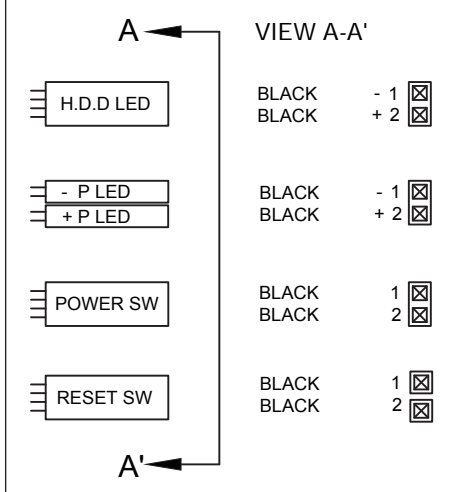 A VIEW A-A'
H.D.D LED BLACK - 1
BLACK + 2
- P LED BLACK - 1
+ P LED BLACK + 2
POWER SW BLACK 1
BLACK 2
RESET SW BLACK 1
BLACK 2
A'